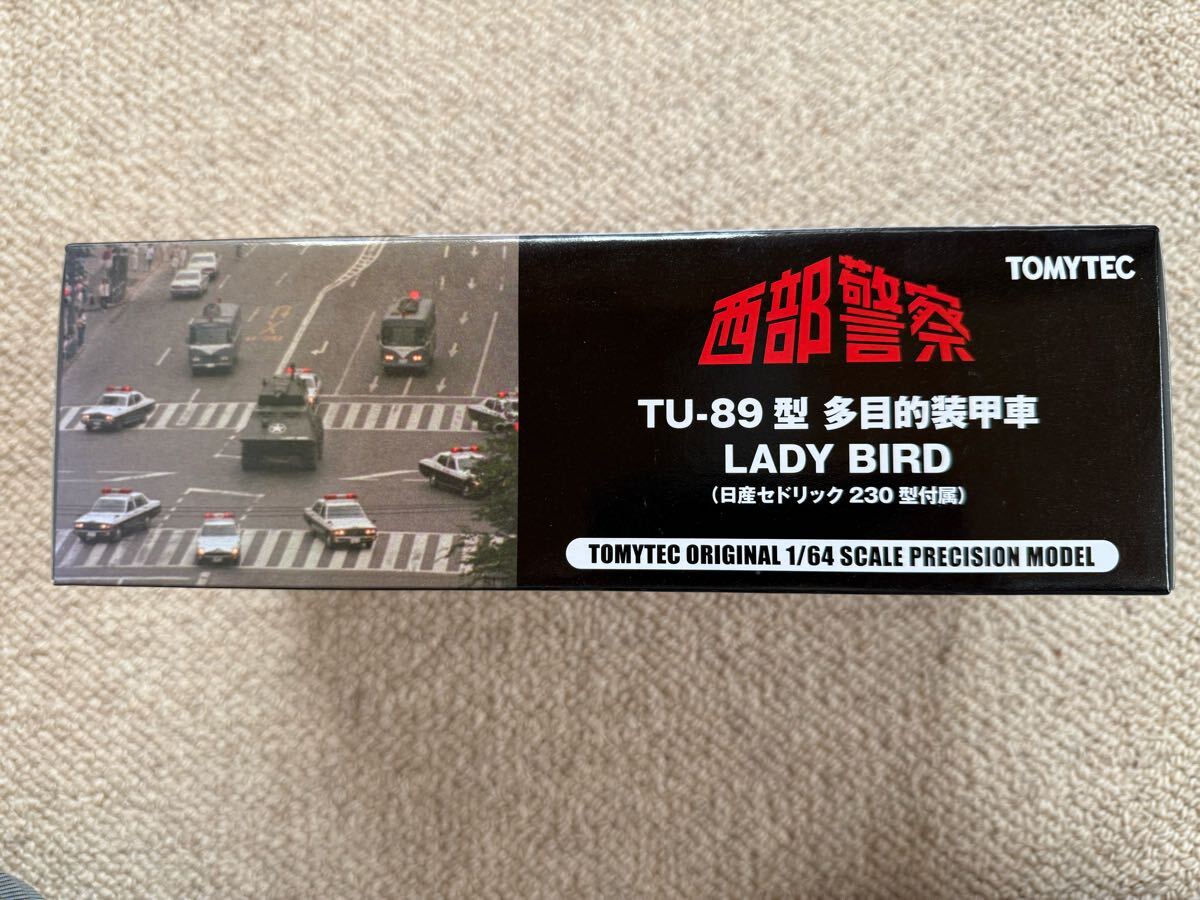 TOMYTEC
西部警察
TU-89 型 多目的装甲車
LADY BIRD
（日産セドリック 230 型付属）
TOMYTEC ORIGINAL 1/64 SCALE PRECISION MODEL